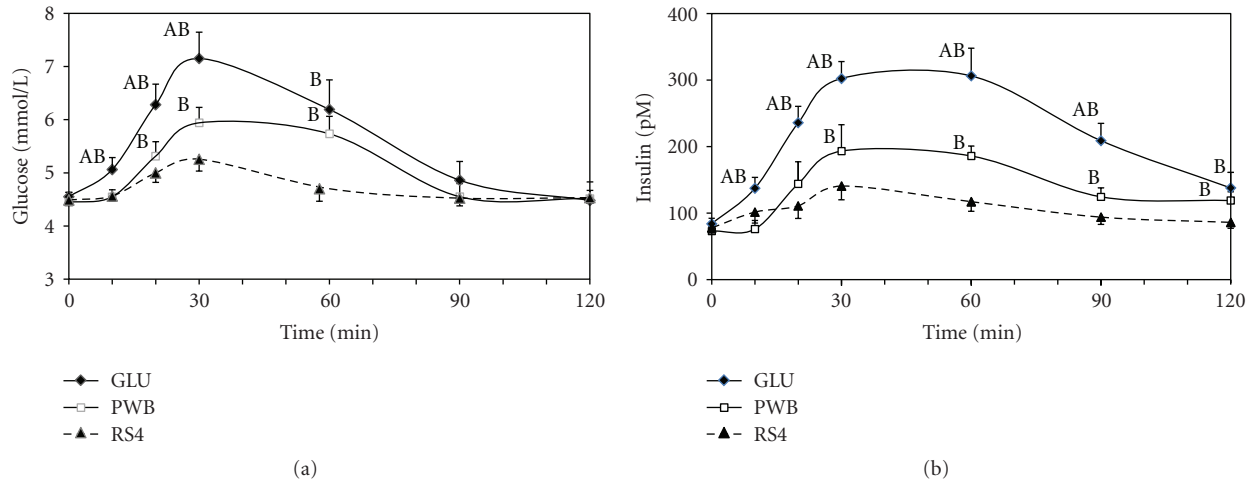 8
7
6
5
4
3
Glucose (mmol/L)
AB
AB
AB
B
B
B
B
0 30 60 90 120
Time (min)
GLU
PWB
RS4
(a)
400
300
200
100
0
Insulin (pM)
AB
AB
AB
AB
AB
B
B
B
B
B
0 30 60 90 120
Time (min)
GLU
PWB
RS4
(b)